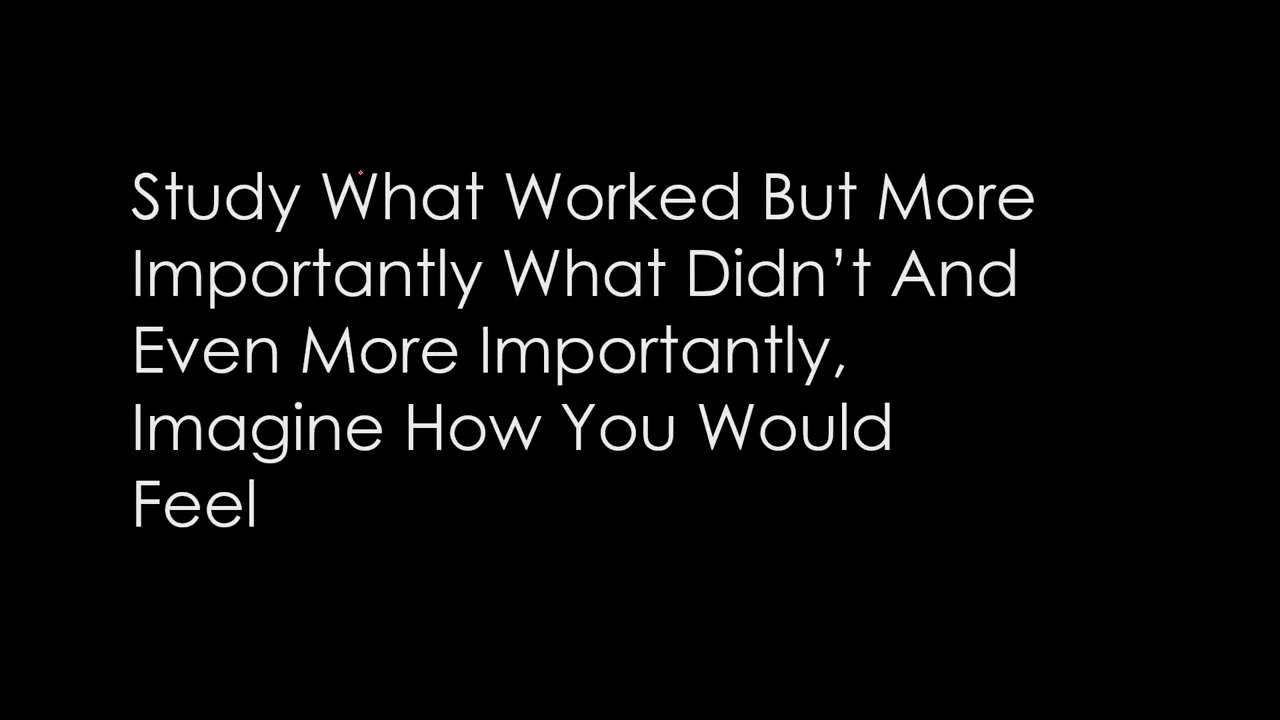 Study What Worked But More
Importantly What Didn’t And
Even More Importantly,
Imagine How You Would
Feel